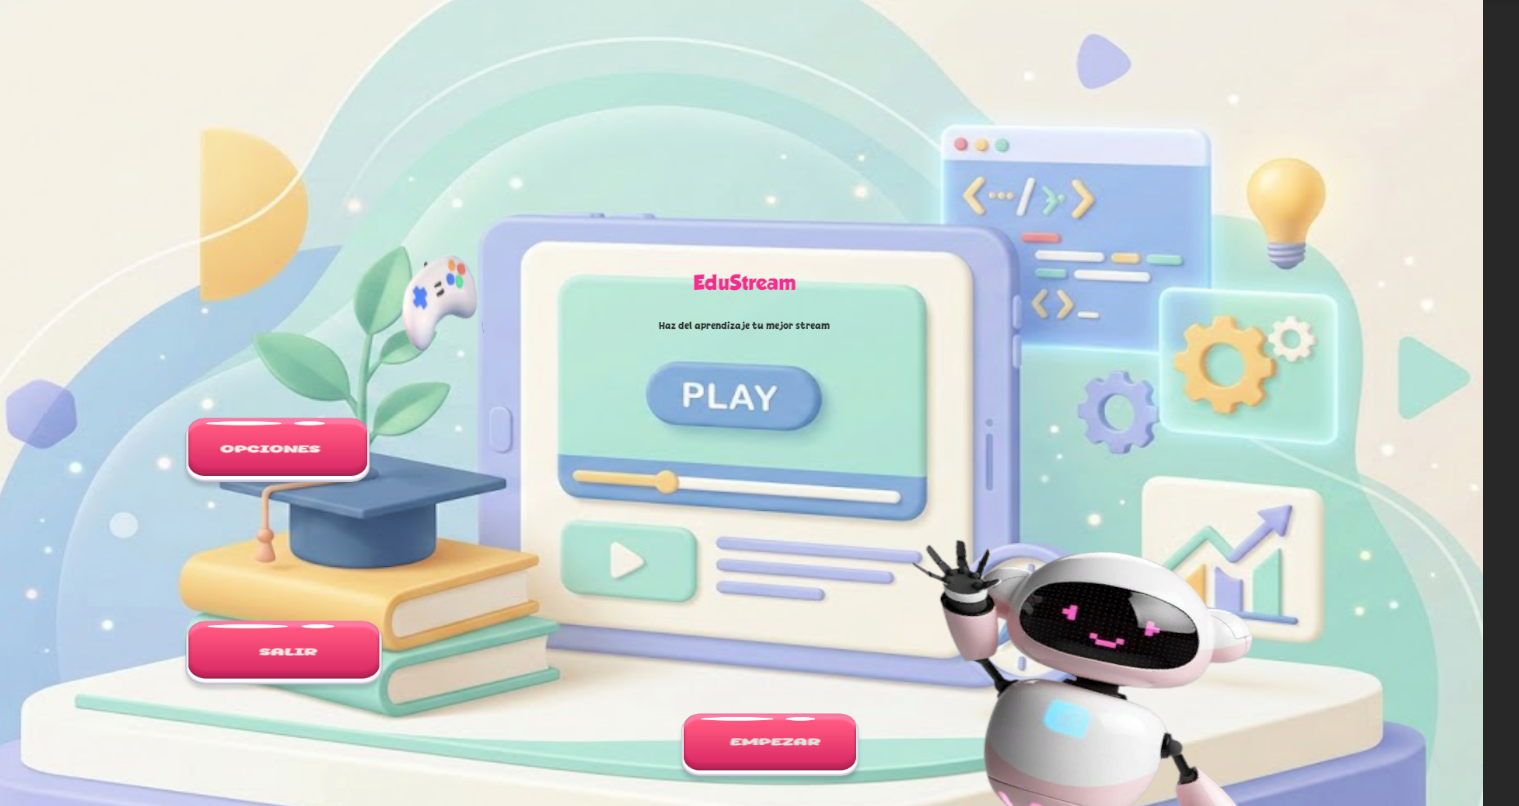 <···/>
EduStream
Haz del aprendizaje tu mejor stream
PLAY
<>_
OPCIONES
SALIR
EMPEZAR